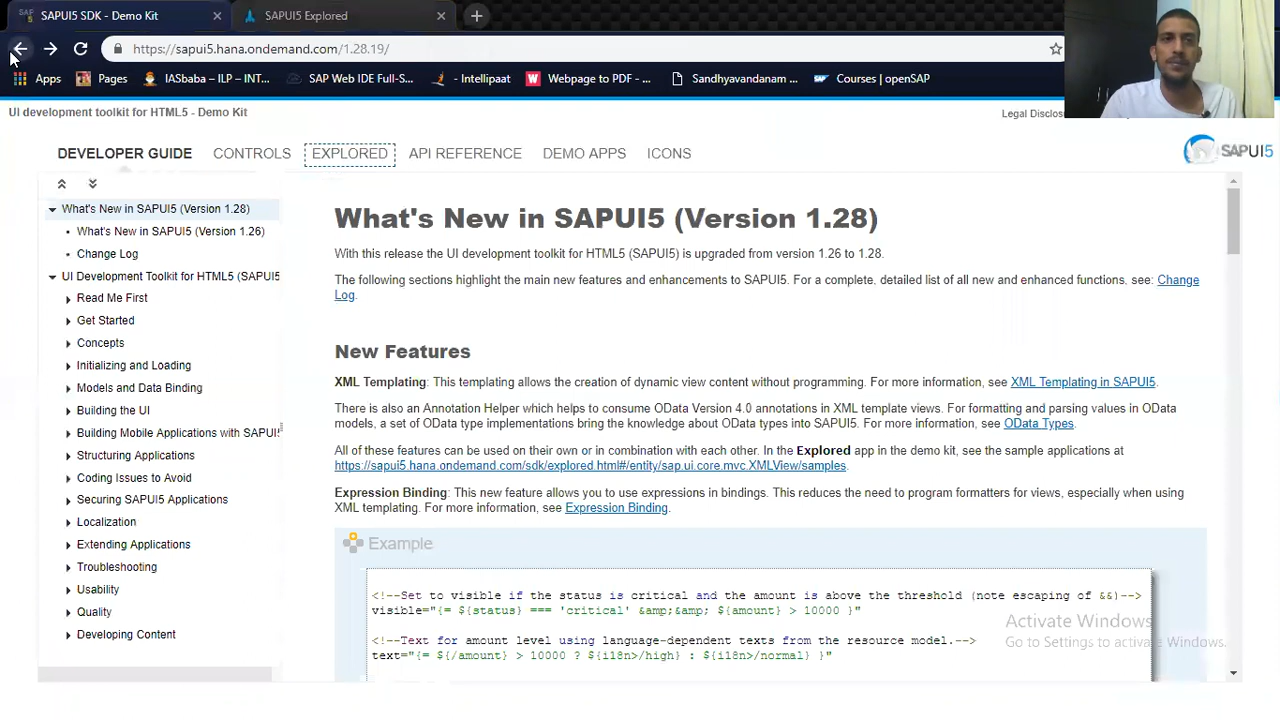 SAPUI5 SDK - Demo Kit
SAPUI5 Explored
https://sapui5.hana.ondemand.com/1.28.19/
Apps
Pages
IASbaba – ILP – INT...
SAP Web IDE Full-S...
- Intellipaat
Webpage to PDF - ...
Sandhyavandanam ...
Courses | openSAP
UI development toolkit for HTML5 - Demo Kit
Legal
SAPUI5
DEVELOPER GUIDE
CONTROLS
EXPLORED
API REFERENCE
DEMO APPS
ICONS
What's New in SAPUI5 (Version 1.28)
What's New in SAPUI5 (Version 1.26)
Change Log
UI Development Toolkit for HTML5 (SAPUI5
Read Me First
Get Started
Concepts
Initializing and Loading
Models and Data Binding
Building the UI
Building Mobile Applications with SAPUI5
Structuring Applications
Coding Issues to Avoid
Securing SAPUI5 Applications
Localization
Extending Applications
Troubleshooting
Usability
Quality
Developing Content
What's New in SAPUI5 (Version 1.28)
With this release the UI development toolkit for HTML5 (SAPUI5) is upgraded from version 1.26 to 1.28.
The following sections highlight the main new features and enhancements to SAPUI5. For a complete, detailed list of all new and enhanced functions, see: Change
Log.
New Features
XML Templating: This templating allows the creation of dynamic view content without programming. For more information, see XML Templating in SAPUI5.
There is also an Annotation Helper which helps to consume OData Version 4.0 annotations in XML template views. For formatting and parsing values in OData
models, a set of OData type implementations bring the knowledge about OData types into SAPUI5. For more information, see OData Types.
All of these features can be used on their own or in combination with each other. In the Explored app in the demo kit, see the sample applications at
https://sapui5.hana.ondemand.com/sdk/explored.html#/entity/sap.ui.core.mvc.XMLView/samples.
Expression Binding: This new feature allows you to use expressions in bindings. This reduces the need to program formatters for views, especially when using
XML templating. For more information, see Expression Binding.
Example
<!--Set to visible if the status is critical and the amount is above the threshold (note escaping of &&)-->
visible="{= ${status} === 'critical' &amp;&amp; ${amount} > 10000 }"
<!--Text for amount level using language-dependent texts from the resource model.-->
text="{= ${/amount} > 10000 ? ${i18n>/high} : ${i18n>/normal} }"
Activate Windows
Go to Settings to activate Windows.